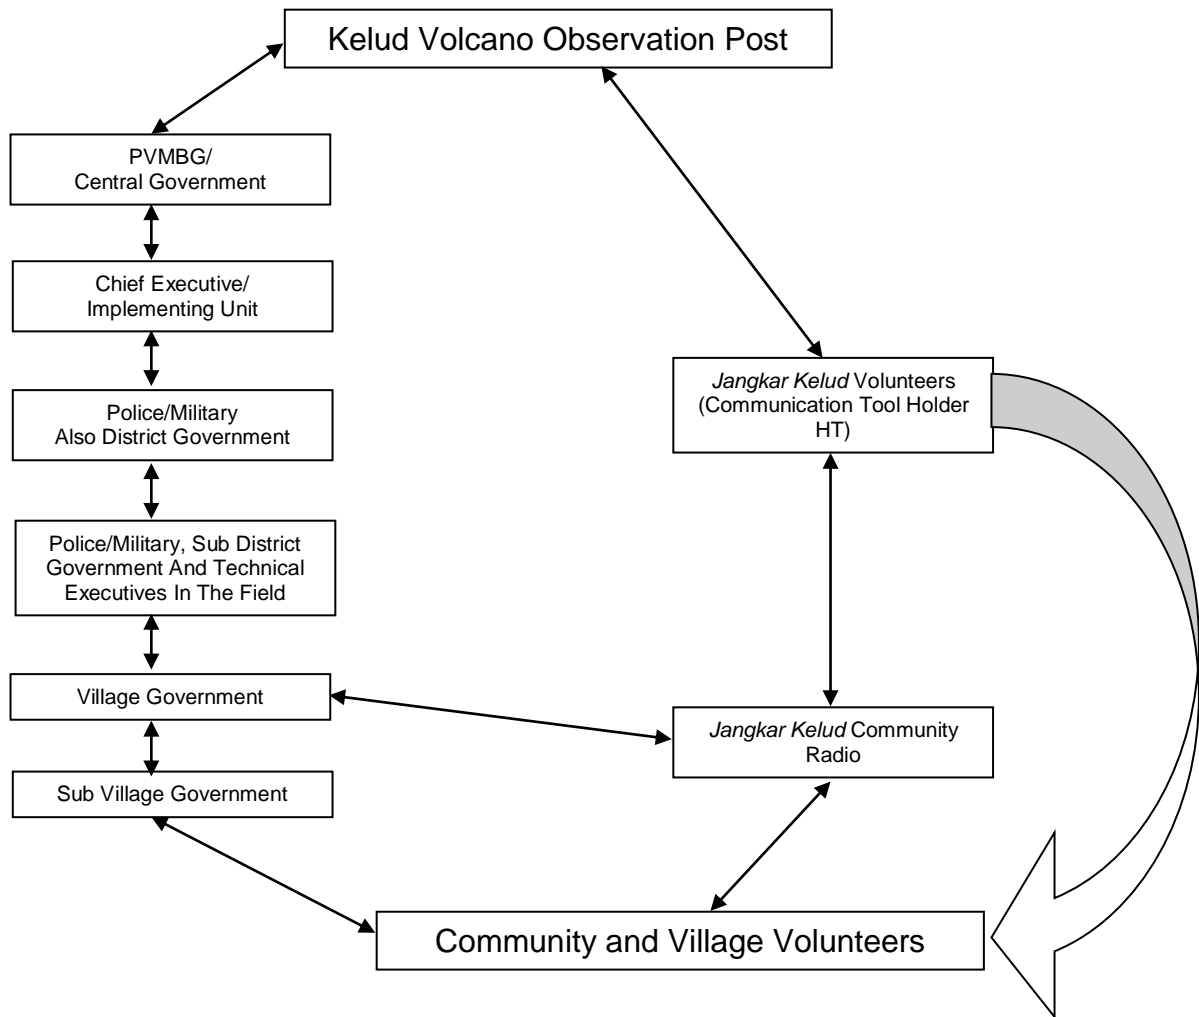 Kelud Volcano Observation Post
PVMBG/
Central Government
Chief Executive/
Implementing Unit
Police/Military
Also District Government
Police/Military, Sub District
Government And Technical
Executives In The Field
Village Government
Sub Village Government
Jangkar Kelud Volunteers
(Communication Tool Holder
HT)
Jangkar Kelud Community
Radio
Community and Village Volunteers